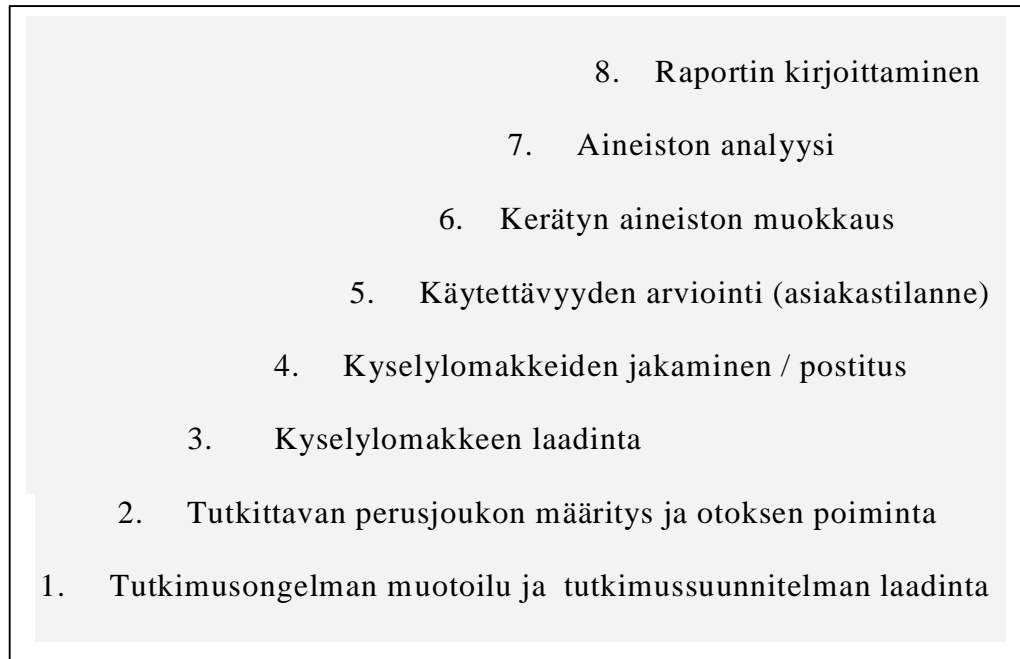 8. Raportin kirjoittaminen
7. Aineiston analyysi
6. Kerätyn aineiston muokkaus
5. Käytettävyyden arviointi (asiakastilanne)
4. Kyselylomakkeiden jakaminen / postitus
3. Kyselylomakkeen laadinta
2. Tutkittavan perusjoukon määritys ja otoksen poiminta
1. Tutkimusongelman muotoilu ja tutkimussuunnitelman laadinta